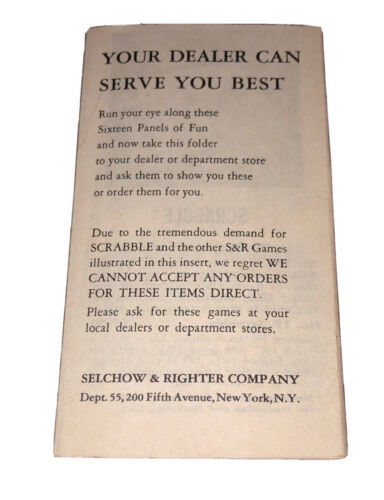 YOUR DEALER CAN
SERVE YOU BEST
Run your eye along these
Sixteen Panels of Fun
and now take this folder
to your dealer or department store
and ask them to show you these
or order them for you.
Due to the tremendous demand for
SCRABBLE and the other S&R Games
illustrated in this insert, we regret WE
CANNOT ACCEPT ANY ORDERS
FOR THESE ITEMS DIRECT.
Please ask for these games at your
local dealers or department stores.
SELCHOW & RIGHTER COMPANY
Dept. 55, 200 Fifth Avenue, New York, N.Y.